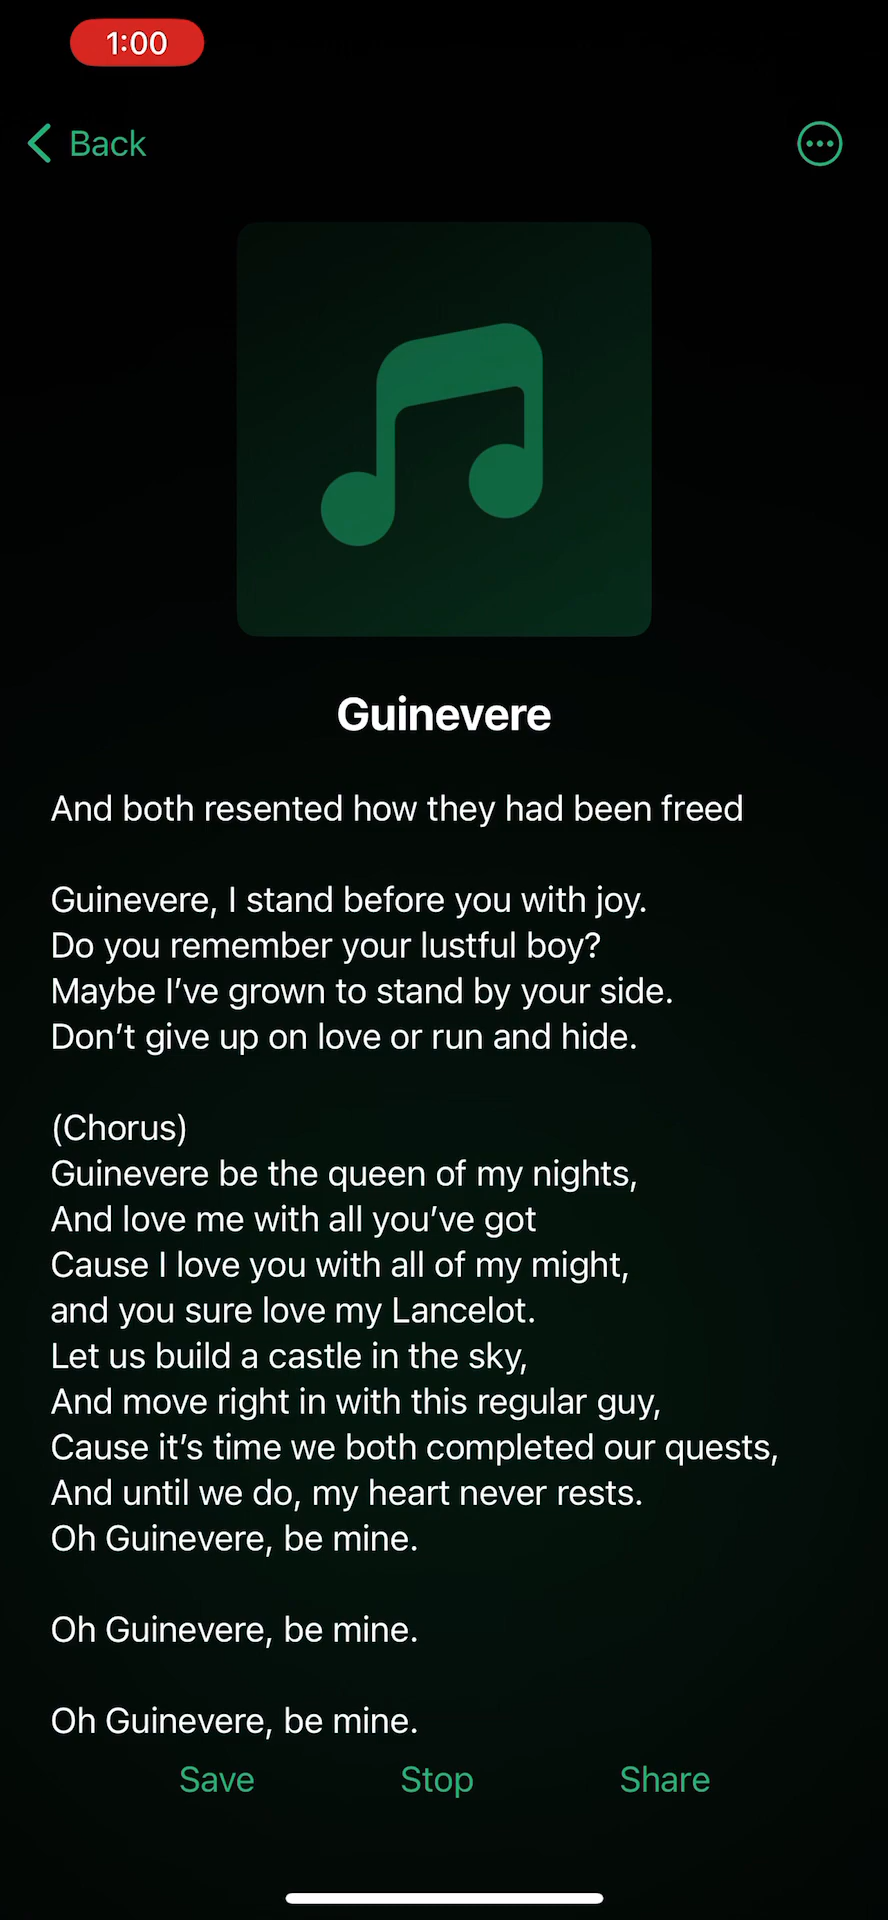 1:00
Back
Guinevere
And both resented how they had been freed
Guinevere, I stand before you with joy.
Do you remember your lustful boy?
Maybe I’ve grown to stand by your side.
Don’t give up on love or run and hide.
(Chorus)
Guinevere be the queen of my nights,
And love me with all you’ve got
Cause I love you with all of my might,
and you sure love my Lancelot.
Let us build a castle in the sky,
And move right in with this regular guy,
Cause it’s time we both completed our quests,
And until we do, my heart never rests.
Oh Guinevere, be mine.
Oh Guinevere, be mine.
Oh Guinevere, be mine.
Save Stop Share